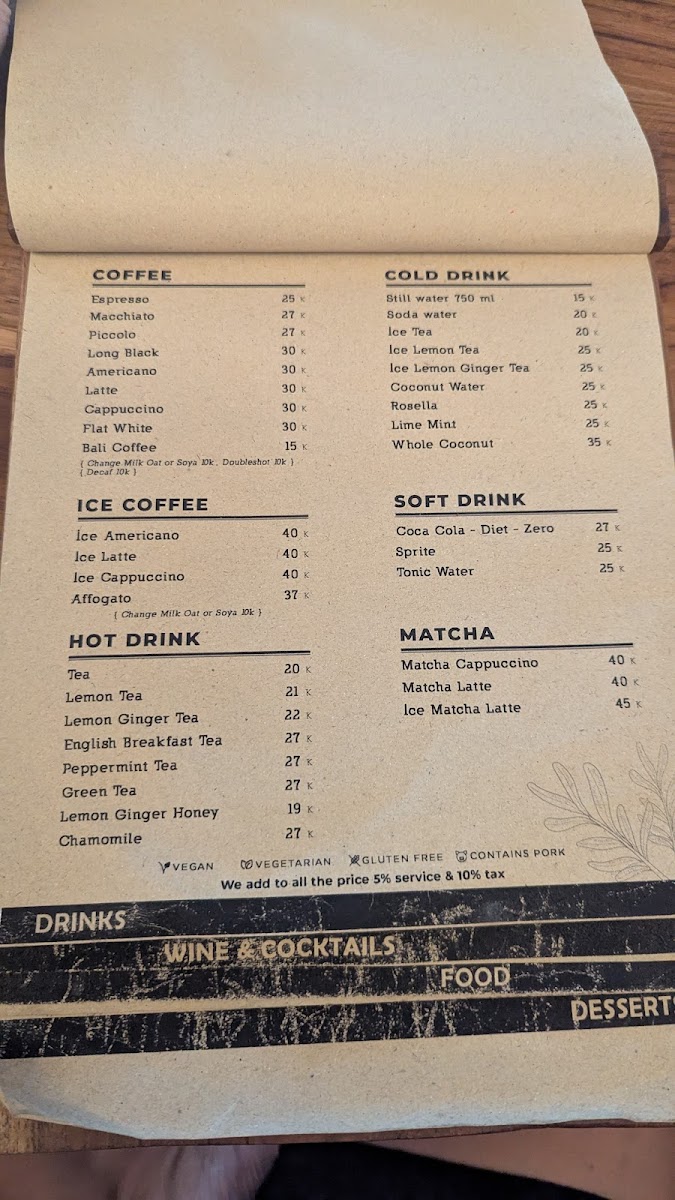 COFFEE
Espresso 25 K
Macchiato 27 K
Piccolo 27 K
Long Black 30 K
Americano 30 K
Latte 30 K
Cappuccino 30 K
Flat White 30 K
Bali Coffee 15 K
{ Change Milk Oat or Soya 10k , Doubleshot 10k }
{ Decaf 10k }
ICE COFFEE
İce Americano 40 K
Ice Latte 40 K
Ice Cappuccino 40 K
Affogato 37 K
{ Change Milk Oat or Soya 10k }
HOT DRINK
Tea 20 K
Lemon Tea 21 K
Lemon Ginger Tea 22 K
English Breakfast Tea 27 K
Peppermint Tea 27 K
Green Tea 27 K
Lemon Ginger Honey 19 K
Chamomile 27 K
COLD DRINK
Still water 750 ml 15 K
Soda water 20 K
İce Tea 20 K
İce Lemon Tea 25 K
İce Lemon Ginger Tea 25 K
Coconut Water 25 K
Rosella 25 K
Lime Mint 25 K
Whole Coconut 35 K
SOFT DRINK
Coca Cola - Diet - Zero 27 K
Sprite 25 K
Tonic Water 25 K
MATCHA
Matcha Cappuccino 40 K
Matcha Latte 40 K
İce Matcha Latte 45 K
VEGAN VEGETARIAN GLUTEN FREE CONTAINS PORK
We add to all the price 5% service & 10% tax
DRINKS
WINE & COCKTAILS
FOOD
DESSERTS